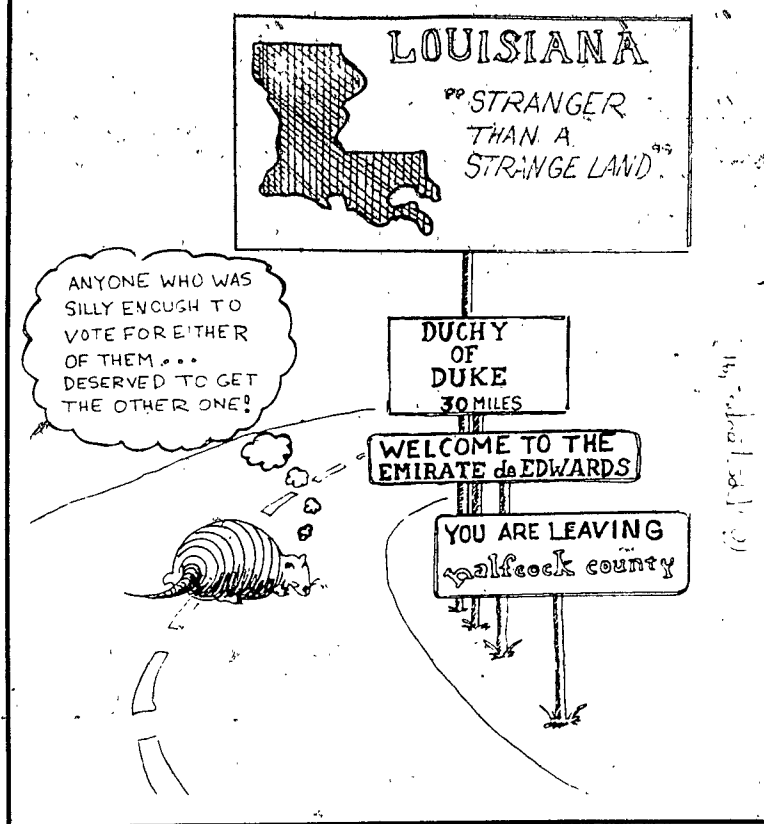 LOUISIANA
"STRANGER
THAN A
STRANGE LAND"
ANYONE WHO WAS
SILLY ENOUGH TO
VOTE FOR EITHER
OF THEM...
DESERVED TO GET
THE OTHER ONE!
DUCHY
OF
DUKE
30 MILES
WELCOME TO THE
EMIRATE de EDWARDS
YOU ARE LEAVING
county